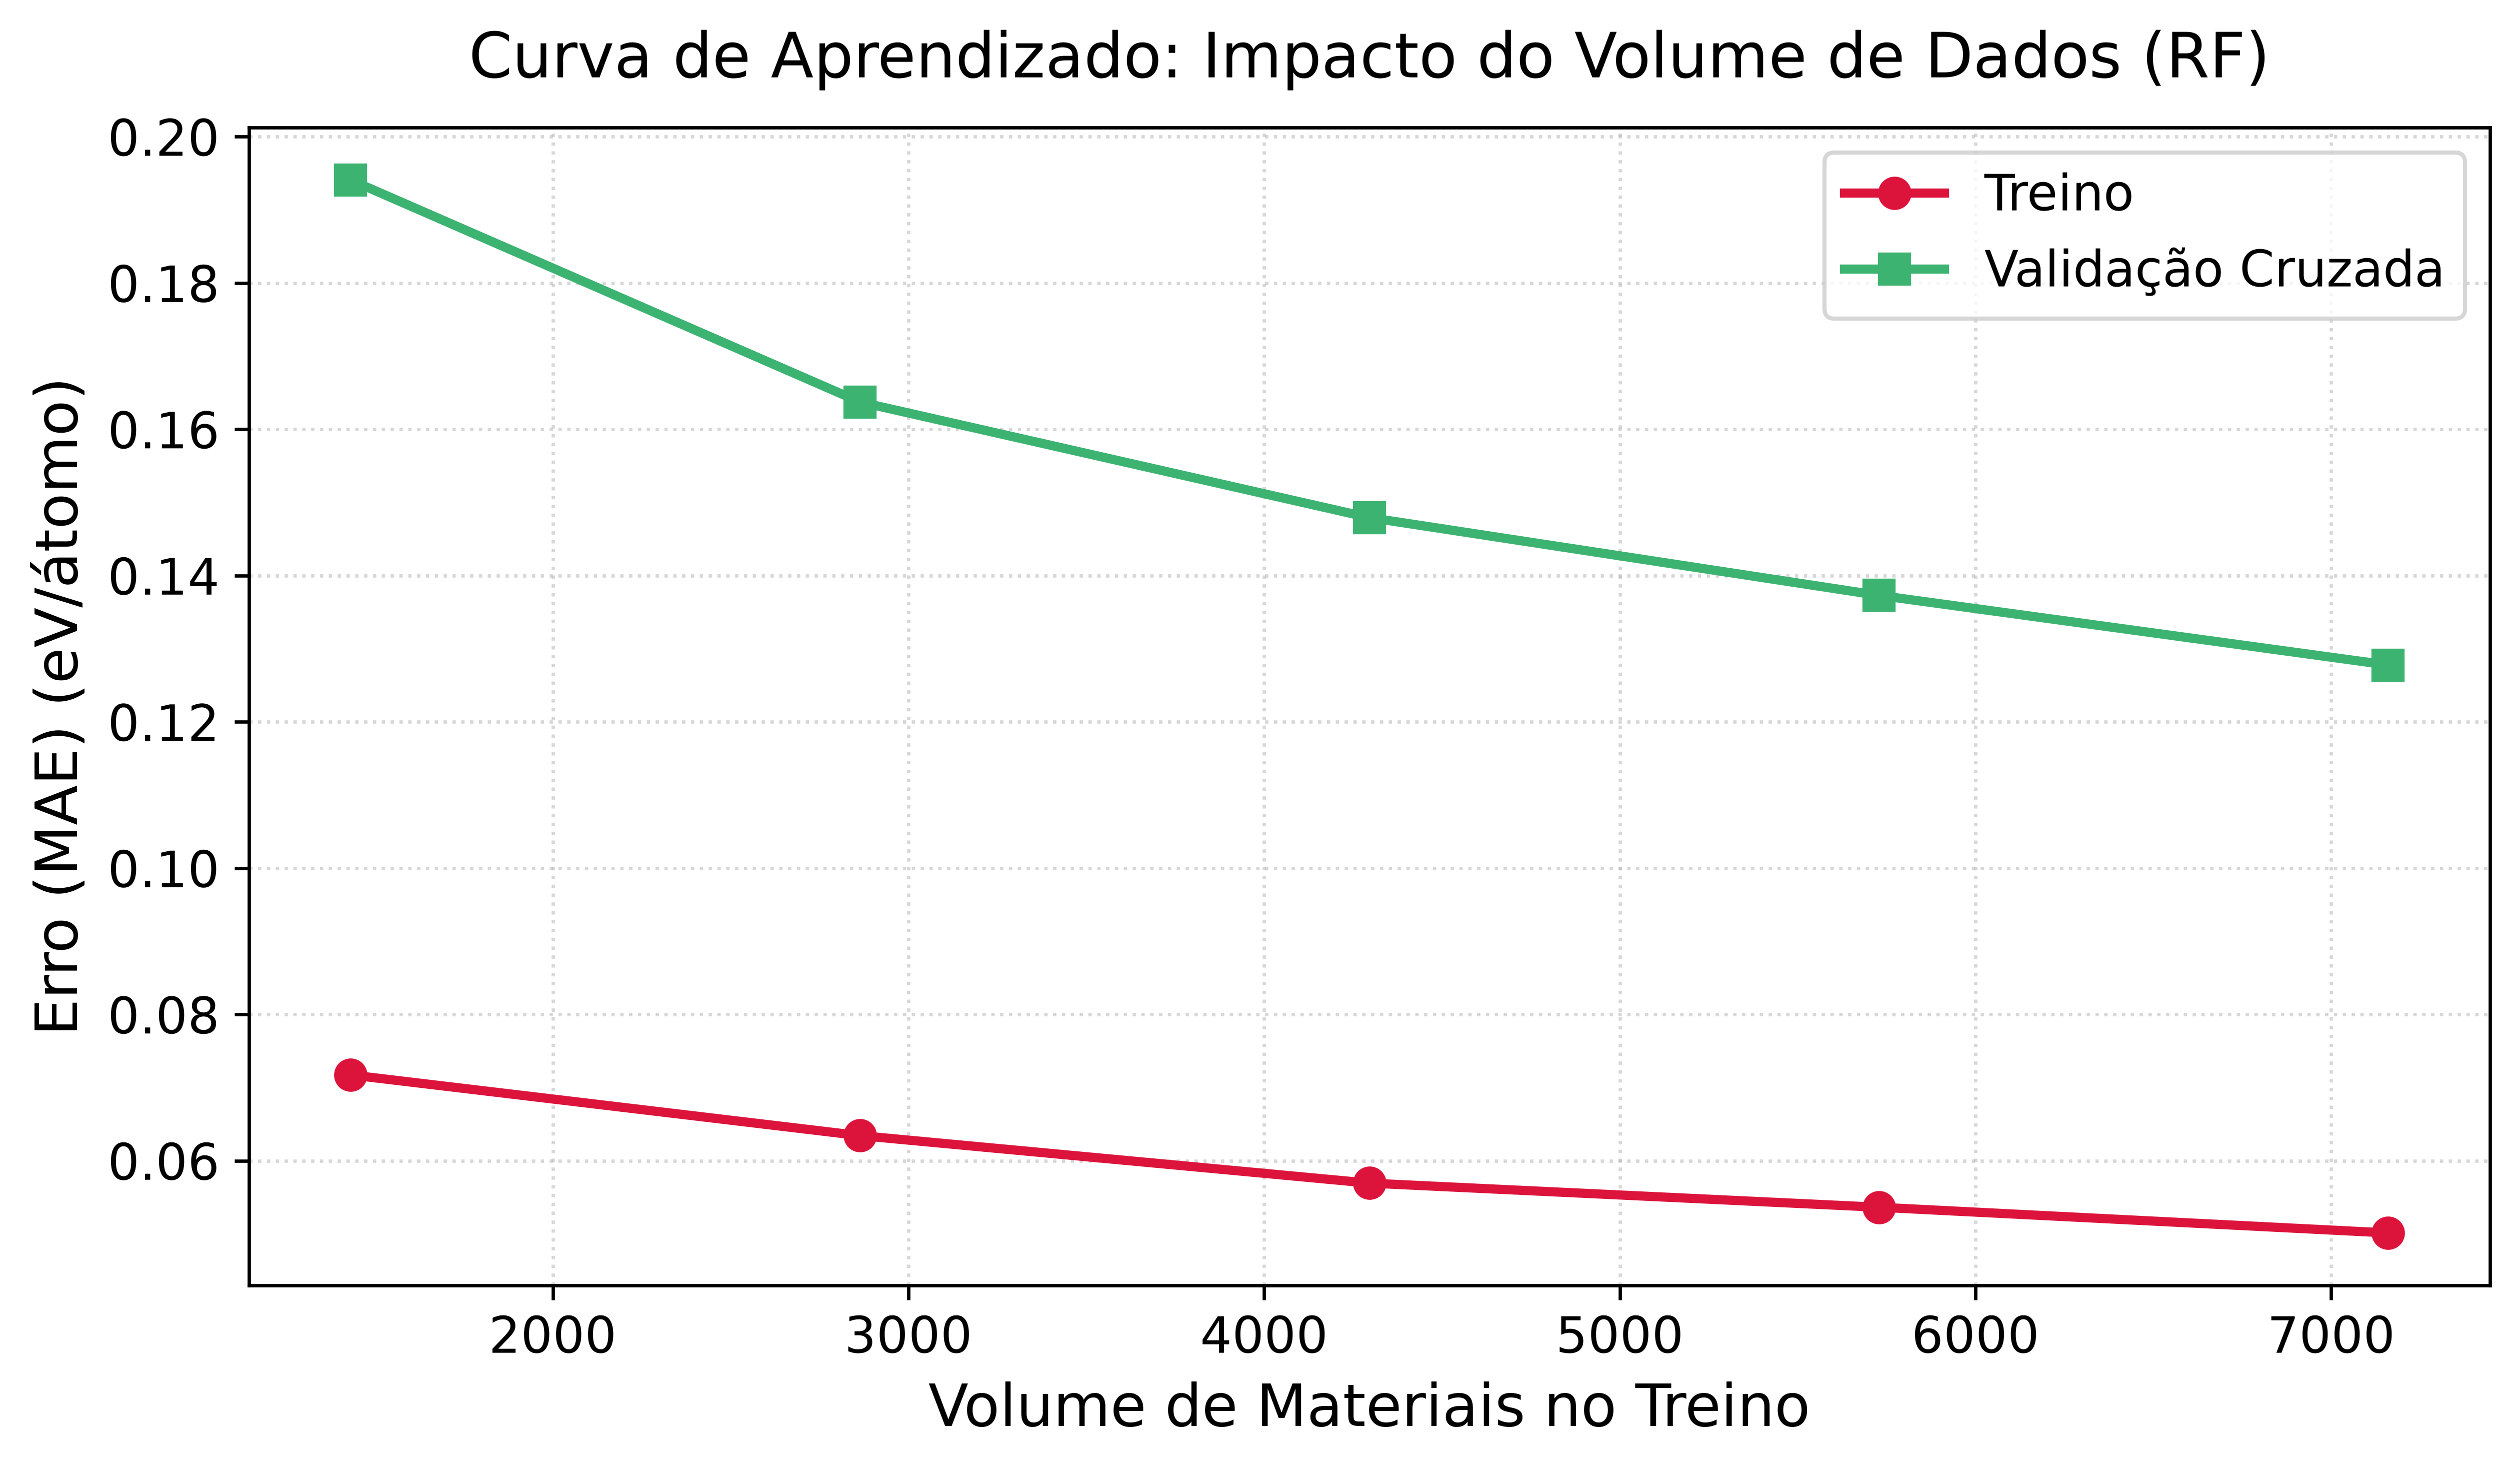 Curva de Aprendizado: Impacto do Volume de Dados (RF)
Treino
Validação Cruzada
Erro (MAE) (eV/átomo)
0.20
0.18
0.16
0.14
0.12
0.10
0.08
0.06
2000 3000 4000 5000 6000 7000
Volume de Materiais no Treino